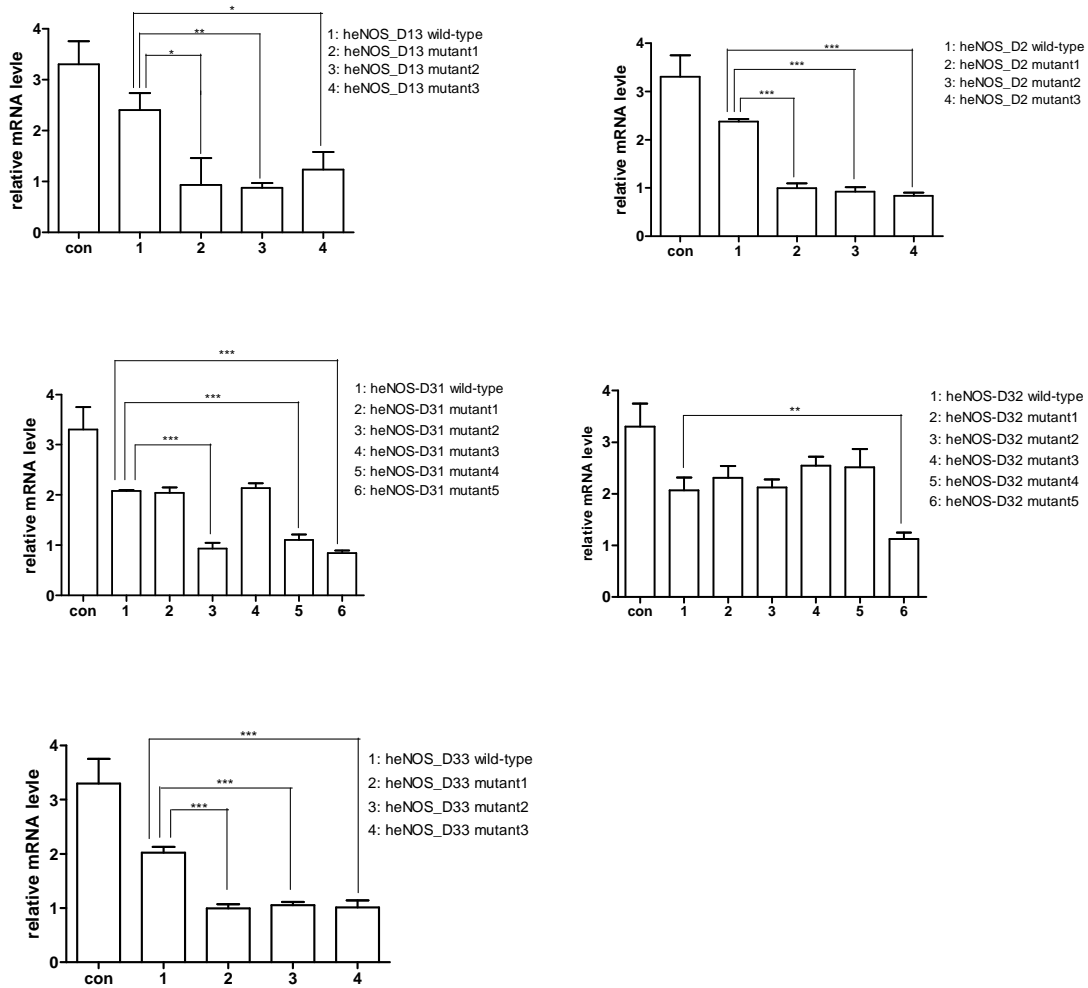 *
**
*
4
3
2
1
0
relative mRNA levle
con 1 2 3 4
1: heNOS_D13 wild-type
2: heNOS_D13 mutant1
3: heNOS_D13 mutant2
4: heNOS_D13 mutant3
***
***
***
4
3
2
1
0
relative mRNA levle
con 1 2 3 4
1: heNOS_D2 wild-type
2: heNOS_D2 mutant1
3: heNOS_D2 mutant2
4: heNOS_D2 mutant3
***
***
***
4
3
2
1
0
relative mRNA levle
con 1 2 3 4 5 6
1: heNOS-D31 wild-type
2: heNOS-D31 mutant1
3: heNOS-D31 mutant2
4: heNOS-D31 mutant3
5: heNOS-D31 mutant4
6: heNOS-D31 mutant5
**
4
3
2
1
0
relative mRNA levle
con 1 2 3 4 5 6
1: heNOS-D32 wild-type
2: heNOS-D32 mutant1
3: heNOS-D32 mutant2
4: heNOS-D32 mutant3
5: heNOS-D32 mutant4
6: heNOS-D32 mutant5
***
***
***
4
3
2
1
0
relative mRNA levle
con 1 2 3 4
1: heNOS_D33 wild-type
2: heNOS_D33 mutant1
3: heNOS_D33 mutant2
4: heNOS_D33 mutant3